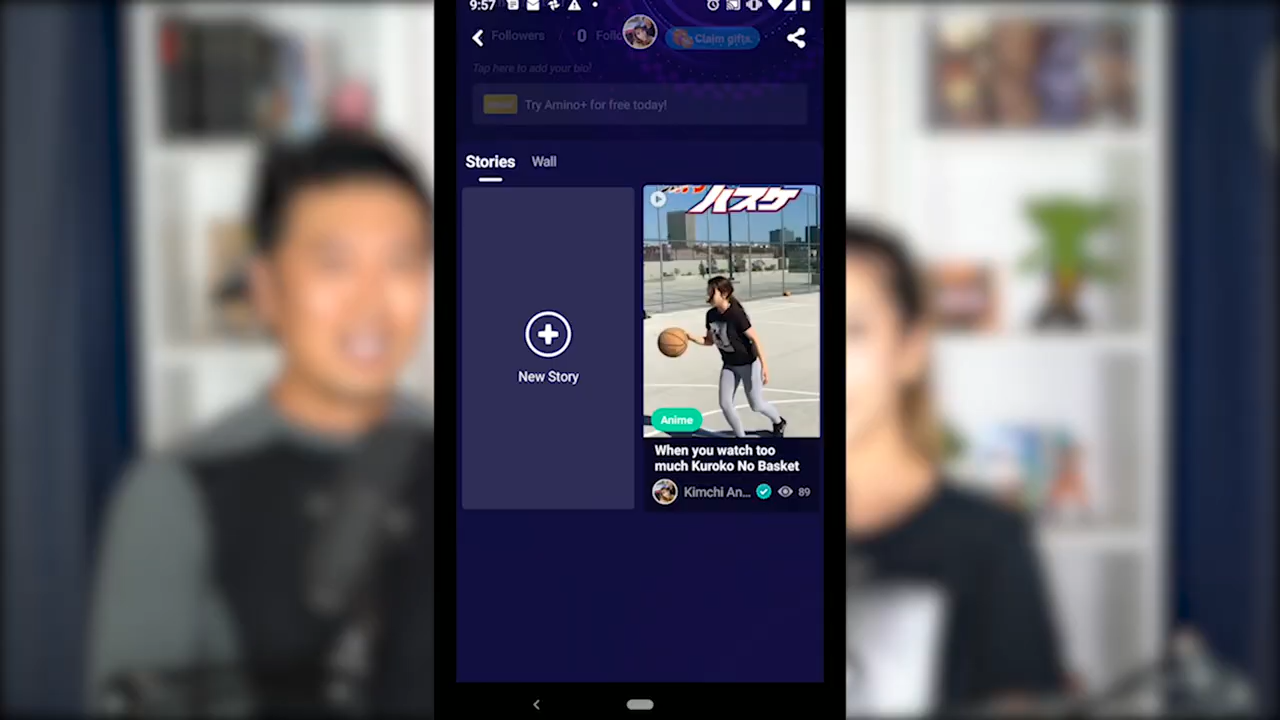 9:57
Followers / 0 Follo
Claim gifts
Tap here to add your bio!
Try Amino+ for free today!
Stories Wall
New Story
バスケ
Anime
When you watch too
much Kuroko No Basket
Kimchi An... 89